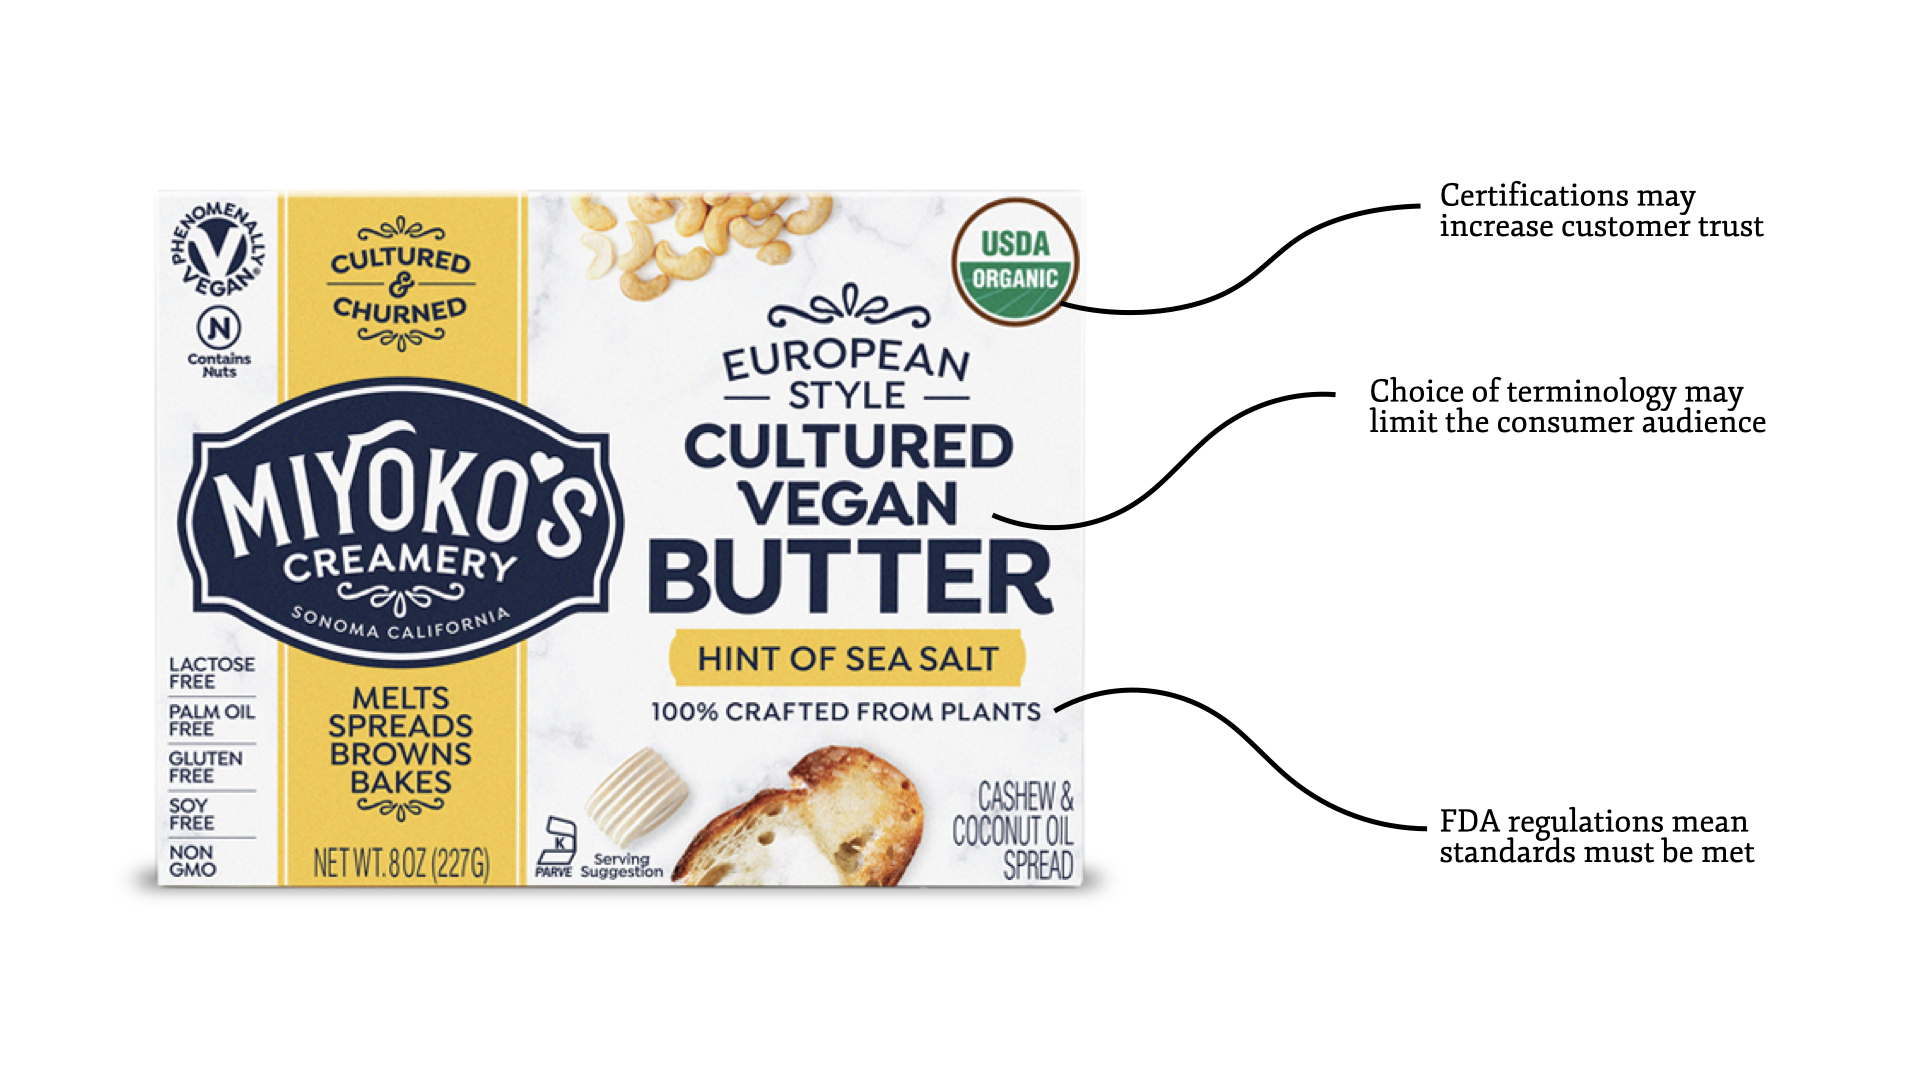 PHENOMENALLY
VEGAN®
N
Contains
Nuts
CULTURED
&
CHURNED
MIYOKO'S
CREAMERY
SONOMA CALIFORNIA
LACTOSE
FREE
PALM OIL
FREE
GLUTEN
FREE
SOY
FREE
NON
GMO
MELTS
SPREADS
BROWNS
BAKES
NET WT. 8 OZ (227G)
USDA
ORGANIC
EUROPEAN
STYLE
CULTURED
VEGAN
BUTTER
HINT OF SEA SALT
100% CRAFTED FROM PLANTS
K
PARVE
Serving
Suggestion
CASHEW &
COCONUT OIL
SPREAD
Certifications may
increase customer trust
Choice of terminology may
limit the consumer audience
FDA regulations mean
standards must be met